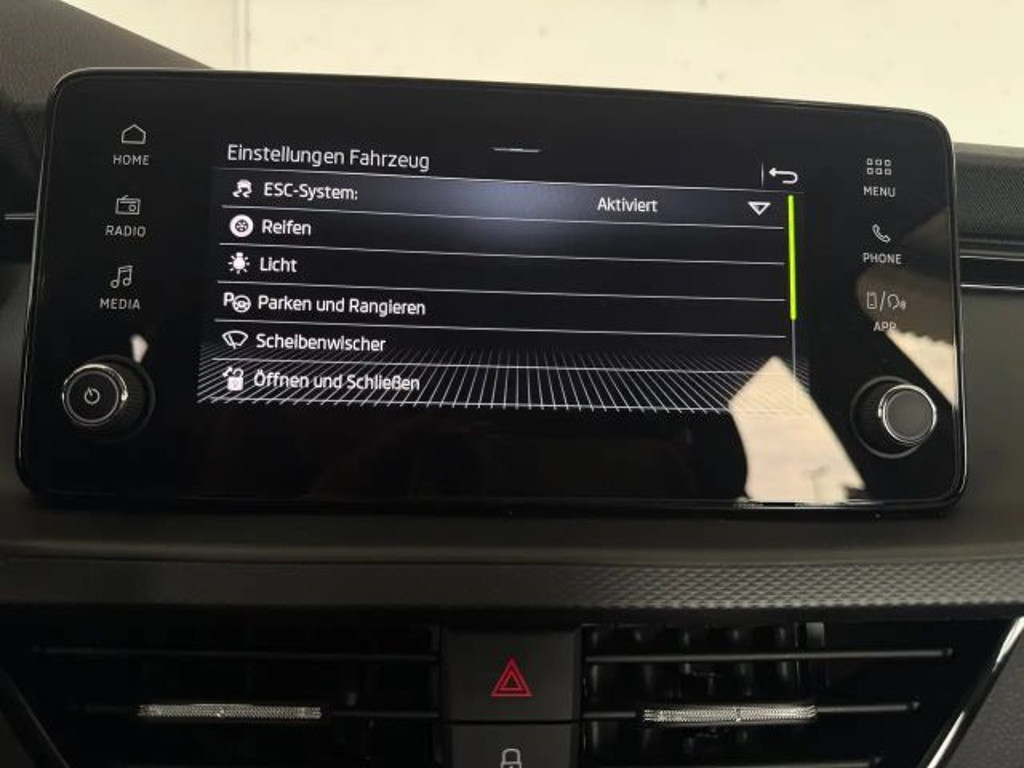 HOME
RADIO
MEDIA
Einstellungen Fahrzeug
ESC-System: Aktiviert
Reifen
Licht
Parken und Rangieren
Scheibenwischer
Öffnen und Schließen
MENU
PHONE
APP